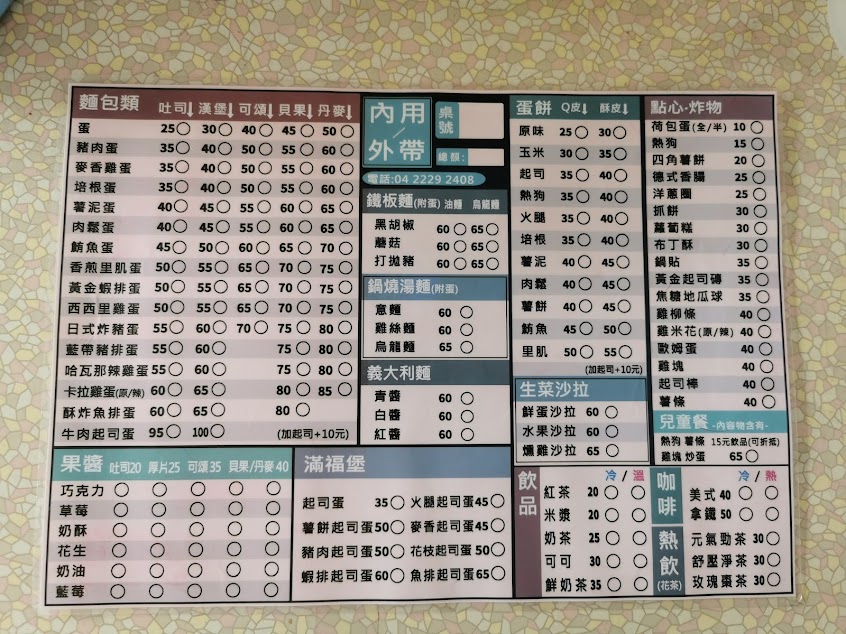 麵包類 吐司↓ 漢堡↓ 可頌↓ 貝果↓ 丹麥↓
蛋 25 30 40 45 50
豬肉蛋 35 40 50 55 60
麥香雞蛋 35 40 50 55 60
培根蛋 35 40 50 55 60
薯泥蛋 40 45 55 60 65
肉鬆蛋 40 45 55 60 65
鮪魚蛋 45 50 60 65 70
香煎里肌蛋 50 55 65 70 75
黃金蝦排蛋 50 55 65 70 75
西西里雞蛋 50 55 65 70 75
日式炸豬蛋 55 60 70 75 80
藍帶豬排蛋 55 60 75 80
哈瓦那辣雞蛋 55 60 75 80
卡拉雞蛋(原/辣) 60 65 80 85
酥炸魚排蛋 60 65 80
牛肉起司蛋 95 100 (加起司+10元)
內用/外帶
桌號
總額:
電話:04 2229 2408
鐵板麵(附蛋) 油麵 烏龍麵
黑胡椒 60 65
蘑菇 60 65
打拋豬 60 65
鍋燒湯麵(附蛋)
意麵 60
雞絲麵 60
烏龍麵 65
義大利麵
青醬 60
白醬 60
紅醬 60
蛋餅 Q皮↓ 酥皮↓
原味 25 30
玉米 30 35
起司 35 40
熱狗 35 40
火腿 35 40
培根 35 40
薯泥 40 45
肉鬆 40 45
薯餅 40 45
鮪魚 45 50
里肌 50 55
(加起司+10元)
生菜沙拉
鮮蛋沙拉 60
水果沙拉 60
燻雞沙拉 65
點心-炸物
荷包蛋(全/半) 10
熱狗 15
四角薯餅 20
德式香腸 25
洋蔥圈 25
抓餅 30
蘿蔔糕 30
布丁酥 30
鍋貼 35
黃金起司磚 35
焦糖地瓜球 35
雞柳條 40
雞米花(原/辣) 40
歐姆蛋 40
雞塊 40
起司棒 40
薯條 40
兒童餐 -內容物含有-
熱狗 薯條 15元飲品(可折抵)
雞塊 炒蛋 65
果醬 吐司20 厚片25 可頌35 貝果/丹麥40
巧克力
草莓
奶酥
花生
奶油
藍莓
滿福堡
起司蛋 35 火腿起司蛋 45
薯餅起司蛋 50 麥香起司蛋 45
豬肉起司蛋 50 花枝起司蛋 50
蝦排起司蛋 60 魚排起司蛋 65
飲品 冷/溫
紅茶 20
米漿 20
奶茶 25
可可 30
鮮奶茶 35
咖啡 冷/熱
美式 40
拿鐵 50
熱飲(花茶)
元氣勁茶 30
舒壓淨茶 30
玫瑰棗茶 30